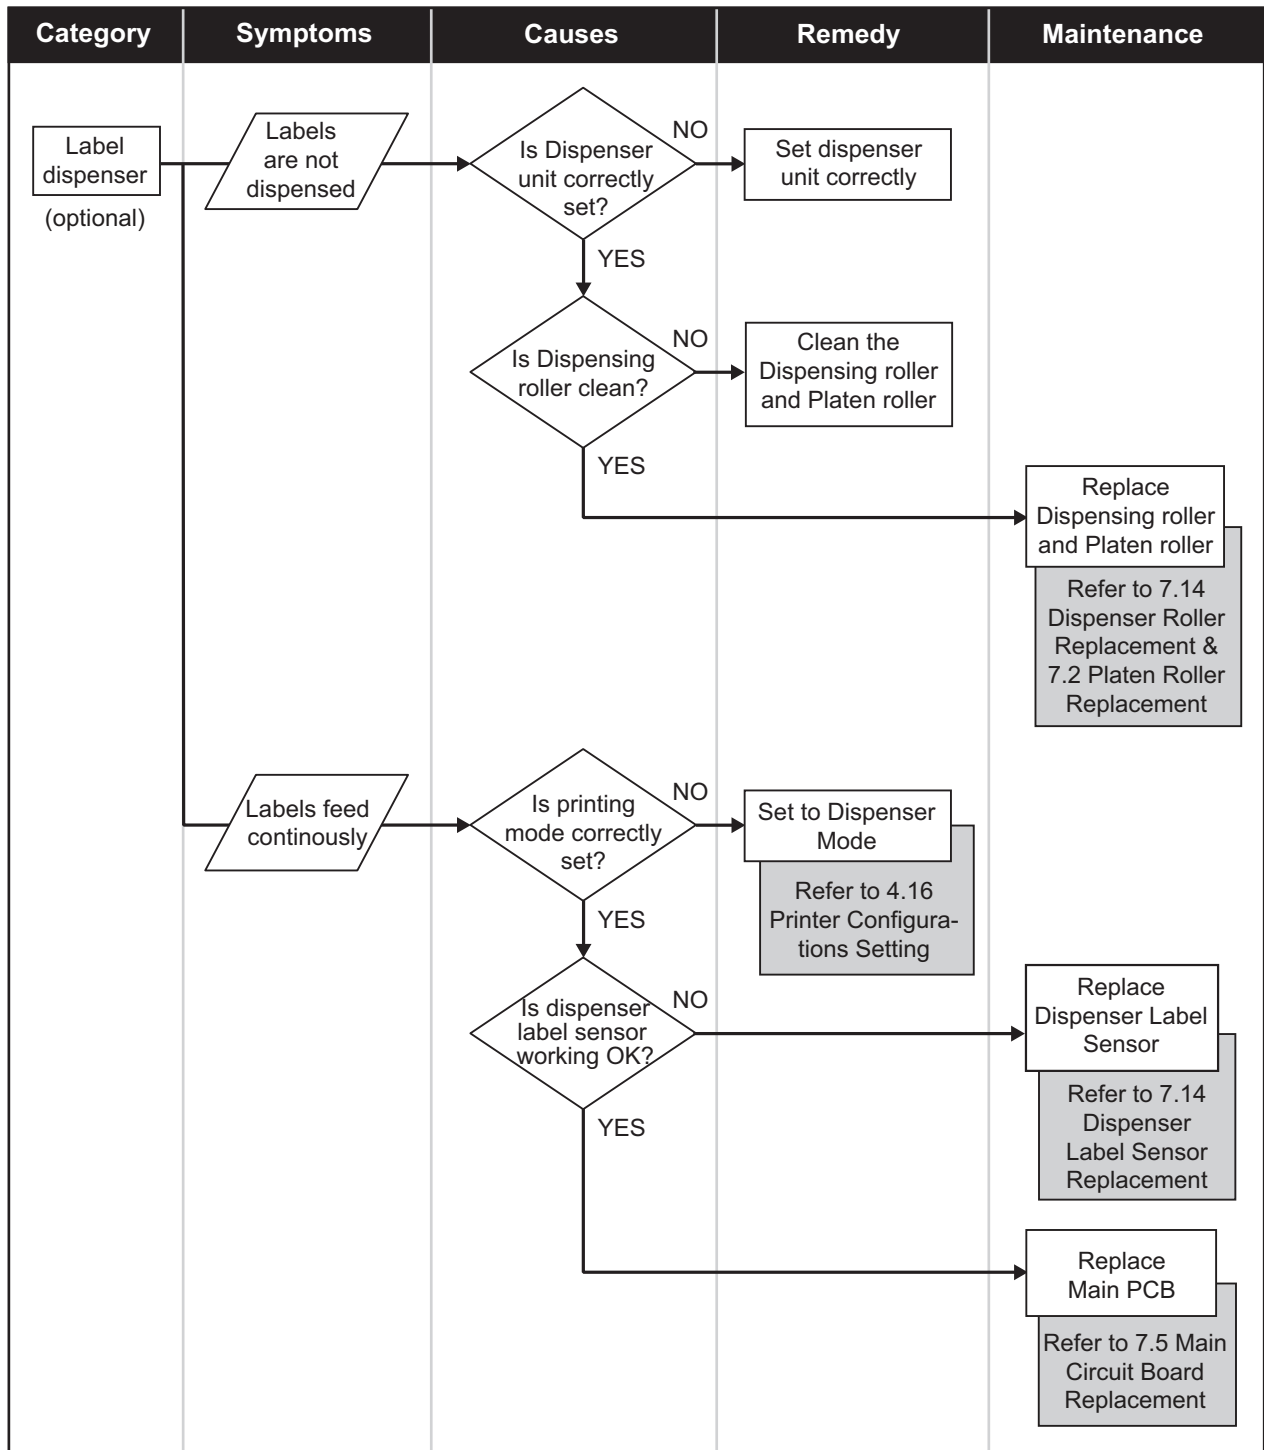 Category
Symptoms
Causes
Remedy
Maintenance
Label
dispenser
(optional)
Labels
are not
dispensed
Is Dispenser
unit correctly
set?
NO
Set dispenser
unit correctly
YES
Is Dispensing
roller clean?
NO
Clean the
Dispensing roller
and Platen roller
YES
Replace
Dispensing roller
and Platen roller
Refer to 7.14
Dispenser Roller
Replacement &
7.2 Platen Roller
Replacement
Labels feed
continously
Is printing
mode correctly
set?
NO
Set to Dispenser
Mode
Refer to 4.16
Printer Configura-
tions Setting
YES
Is dispenser
label sensor
working OK?
NO
Replace
Dispenser Label
Sensor
Refer to 7.14
Dispenser
Label Sensor
Replacement
YES
Replace
Main PCB
Refer to 7.5 Main
Circuit Board
Replacement